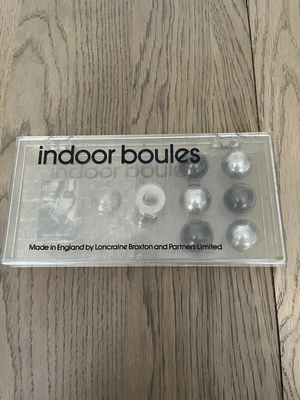 indoor boules
Made in England by Loncraine Broxton and Partners Limited